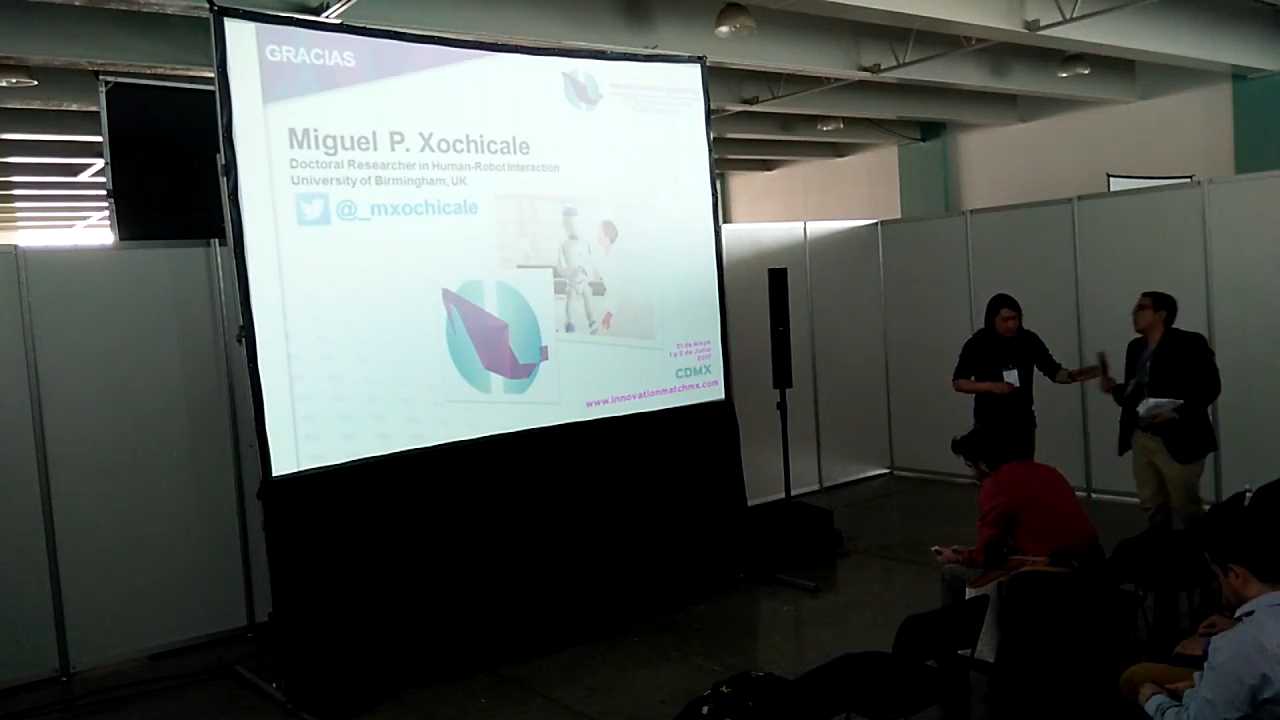 GRACIAS
Miguel P. Xochicale
Doctoral Researcher in Human-Robot Interaction
University of Birmingham, UK
@_mxochicale
31 de Mayo
1 y 2 de Junio
2017
CDMX
www.innovationmatchmx.com